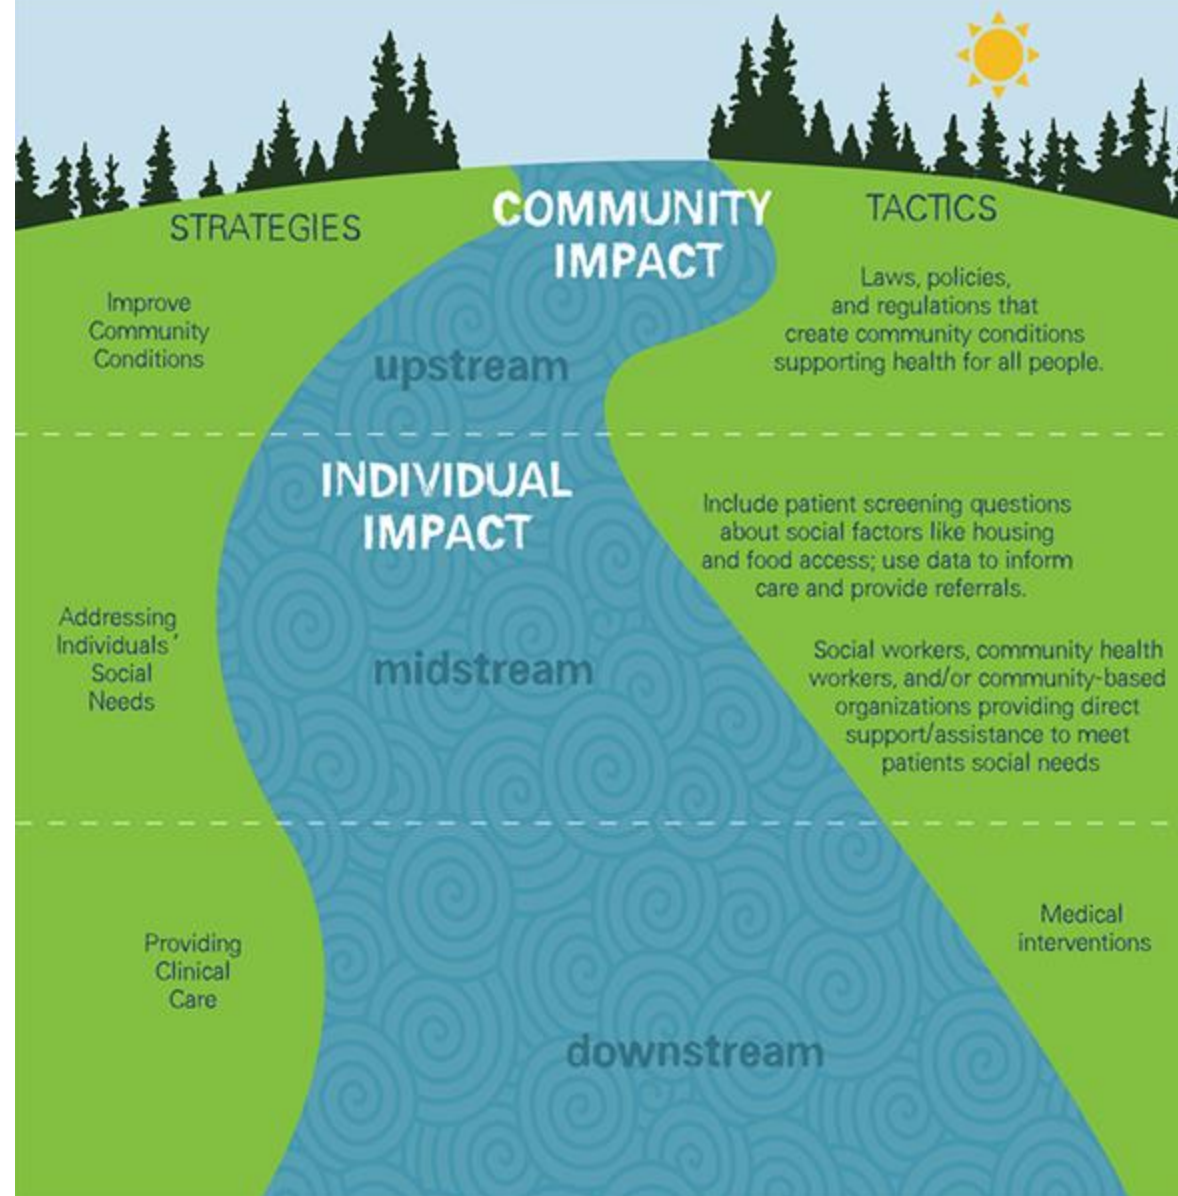 STRATEGIES
COMMUNITY
IMPACT
TACTICS
Improve
Community
Conditions
upstream
Laws, policies,
and regulations that
create community conditions
supporting health for all people.
INDIVIDUAL
IMPACT
Addressing
Individuals'
Social
Needs
midstream
Include patient screening questions
about social factors like housing
and food access; use data to inform
care and provide referrals.
Social workers, community health
workers, and/or community-based
organizations providing direct
support/assistance to meet
patients social needs
Providing
Clinical
Care
downstream
Medical
interventions